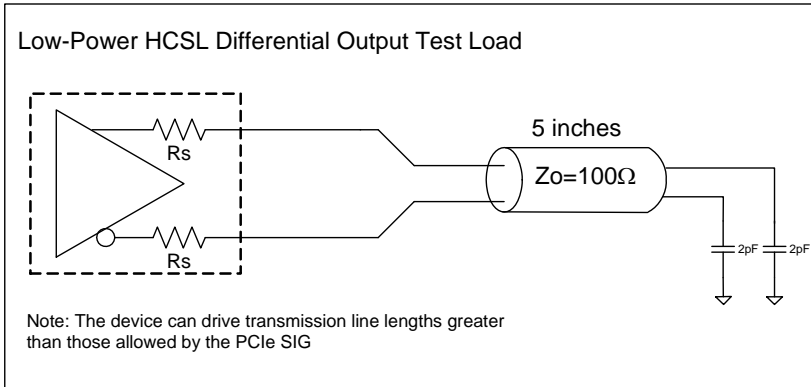 Low-Power HCSL Differential Output Test Load
Rs
5 inches
Zo=100Ω
2pF
2pF
Rs
Note: The device can drive transmission line lengths greater
than those allowed by the PCIe SIG